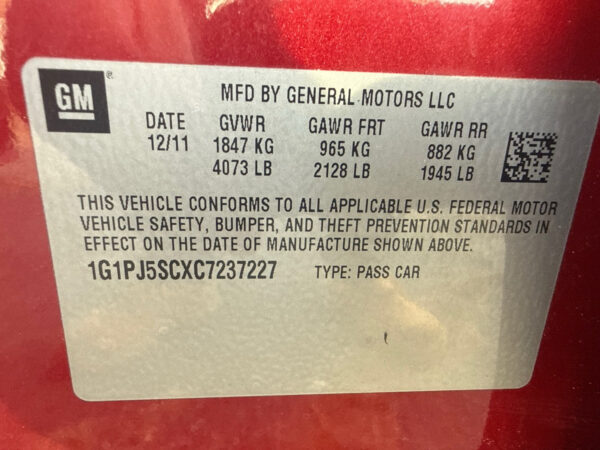 GM
MFD BY GENERAL MOTORS LLC
DATE GVWR GAWR FRT GAWR RR
12/11 1847 KG 965 KG 882 KG
4073 LB 2128 LB 1945 LB
THIS VEHICLE CONFORMS TO ALL APPLICABLE U.S. FEDERAL MOTOR
VEHICLE SAFETY, BUMPER, AND THEFT PREVENTION STANDARDS IN
EFFECT ON THE DATE OF MANUFACTURE SHOWN ABOVE.
1G1PJ5SCXC7237227 TYPE: PASS CAR